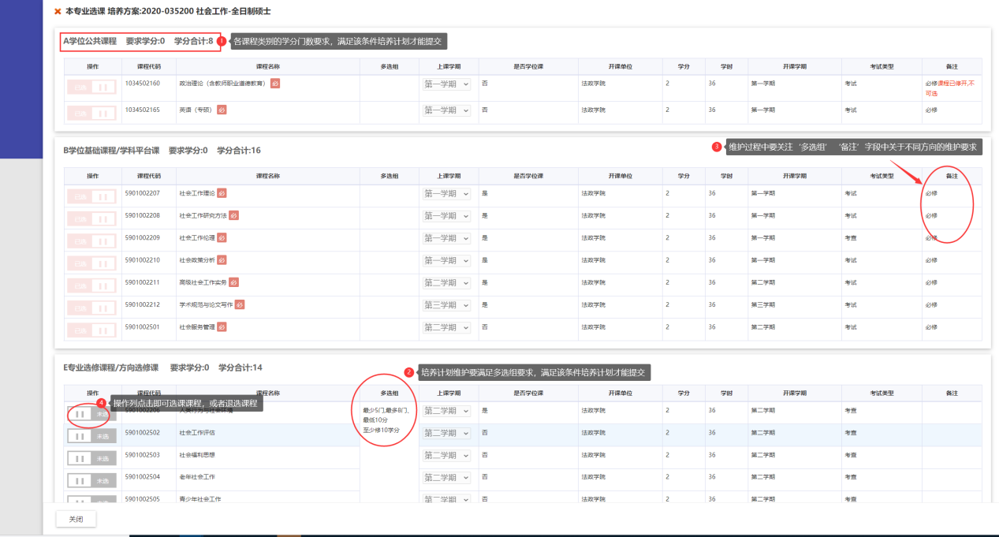 本专业选课 培养方案:2020-035200 社会工作-全日制硕士
A学位公共课程 要求学分:0 学分合计:8 1 各课程类别的学分门数要求，满足该条件培养计划才能提交
操作 课程代码 课程名称 多选组 上课学期 是否学位课 开课单位 学分 学时 开课学期 考试类型 备注
已选 1034502160 政治理论（含教师职业道德教育） 必 第一学期 否 法政学院 2 36 第一学期 考试 必修课程已停开,不
可选
已选 1034502165 英语（专硕） 必 第一学期 否 法政学院 2 36 第一学期 考试 必修
B学位基础课程/学科平台课 要求学分:0 学分合计:16 3 维护过程中要关注‘多选组’ ‘备注’字段中关于不同方向的维护要求
操作 课程代码 课程名称 多选组 上课学期 是否学位课 开课单位 学分 学时 开课学期 考试类型 备注
已选 5901002207 社会工作理论 必 第一学期 是 法政学院 2 36 第一学期 考试 必修
已选 5901002208 社会工作研究方法 必 第一学期 是 法政学院 2 36 第一学期 考试 必修
已选 5901002209 社会工作伦理 必 第一学期 是 法政学院 2 36 第一学期 考查 必修
已选 5901002210 社会政策分析 必 第一学期 是 法政学院 2 36 第一学期 考试 必修
已选 5901002211 高级社会工作实务 必 第二学期 是 法政学院 2 36 第二学期 考试 必修
已选 5901002212 学术规范与论文写作 必 第三学期 是 法政学院 2 36 第三学期 考试 必修
已选 5901002501 社会服务管理 必 第二学期 否 法政学院 2 36 第二学期 考试 必修
E专业选修课程/方向选修课 要求学分:0 学分合计:14 2 培养计划维护要满足多选组要求，满足该条件培养计划才能提交
操作 课程代码 课程名称 多选组 上课学期 是否学位课 开课单位 学分 学时 开课学期 考试类型 备注
4 操作列点击即可选课课程，或者退选课程
未选 5901002206 人类行为与社会环境 最少5门,最多8门, 第二学期 是 法政学院 2 36 第二学期 考查
最低10分
至少修10学分
未选 5901002502 社会工作评估 第二学期 否 法政学院 2 36 第二学期 考查
未选 5901002503 社会福利思想 第二学期 否 法政学院 2 36 第二学期 考查
未选 5901002504 老年社会工作 第二学期 否 法政学院 2 36 第二学期 考查
未选 5901002505 青少年社会工作 第二学期 否 法政学院 2 36 第二学期 考查
关闭